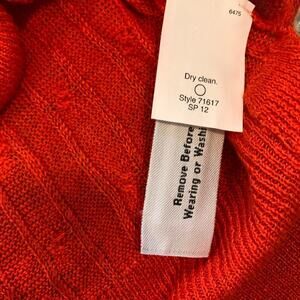 6475
Dry clean.
Style 71617
SP 12
Remove Before
Wearing or Washi